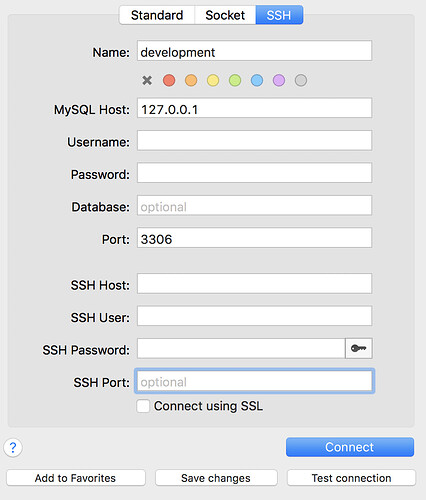 Standard Socket SSH
Name: development
MySQL Host: 127.0.0.1
Username:
Password:
Database: optional
Port: 3306
SSH Host:
SSH User:
SSH Password:
SSH Port: optional
Connect using SSL
? Connect
Add to Favorites Save changes Test connection